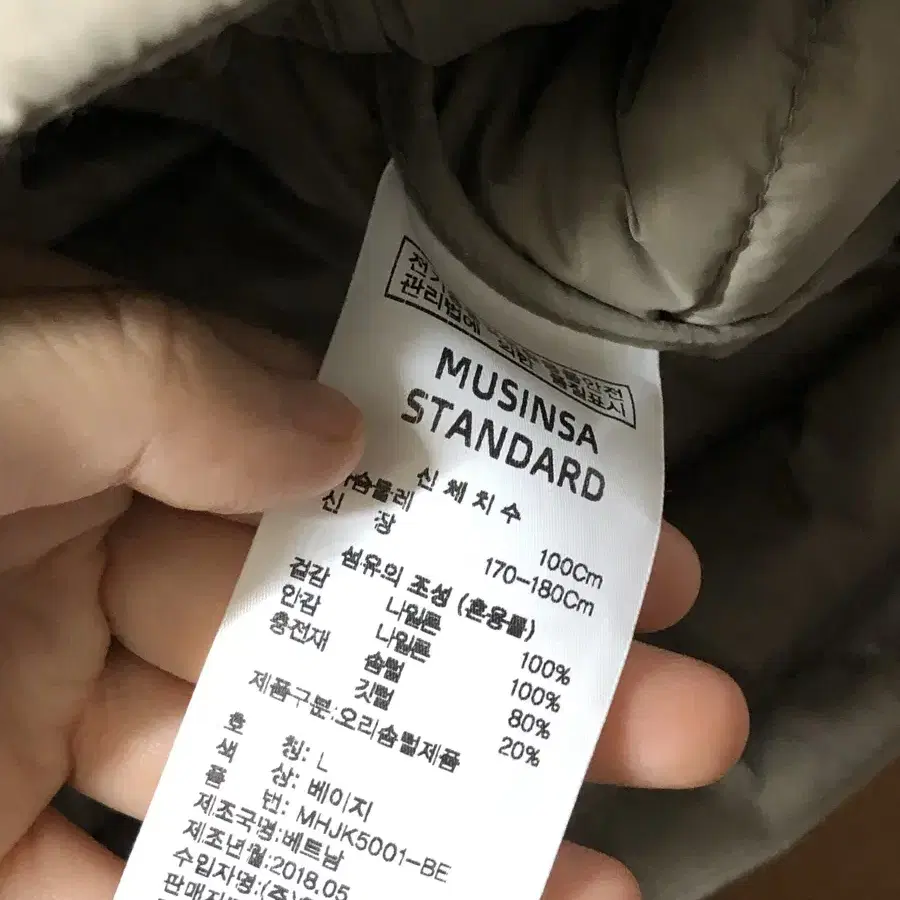 전기
관리법에 의한 품질표시
MUSINSA
STANDARD
신체치수
가슴둘레 100Cm
신 장 170-180Cm
섬유의 조성 (혼용률)
겉감 나일론 100%
안감 나일론 100%
충전재 솜털 80%
깃털 20%
제품구분:오리솜털제품
호 칭: L
색 상: 베이지
품 번: MHJK5001-BE
제조국명:베트남
제조년월:2018.05
수입자명:(주)